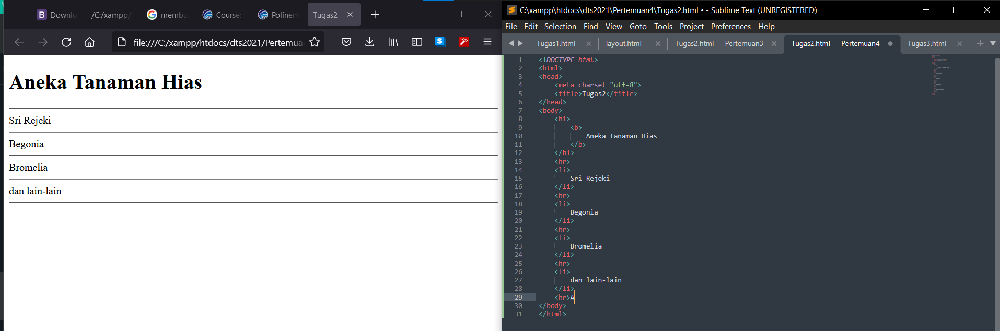 Downlo
/C:/xampp/
membu
Course:
Polinem
Tugas2
file:///C:/xampp/htdocs/dts2021/Pertemua
Aneka Tanaman Hias
Sri Rejeki
Begonia
Bromelia
dan lain-lain
C:\xampp\htdocs\dts2021\Pertemuan4\Tugas2.html • - Sublime Text (UNREGISTERED)
File Edit Selection Find View Goto Tools Project Preferences Help
Tugas1.html
layout.html
Tugas2.html — Pertemuan3
Tugas2.html — Pertemuan4
Tugas3.html
1 <!DOCTYPE html>
2 <html>
3 <head>
4 <meta charset="utf-8">
5 <title>Tugas2</title>
6 </head>
7 <body>
8 <h1>
9 <b>
10 Aneka Tanaman Hias
11 </b>
12 </h1>
13 <hr>
14 <li>
15 Sri Rejeki
16 </li>
17 <hr>
18 <li>
19 Begonia
20 </li>
21 <hr>
22 <li>
23 Bromelia
24 </li>
25 <hr>
26 <li>
27 dan lain-lain
28 </li>
29 <hr>A
30 </body>
31 </html>